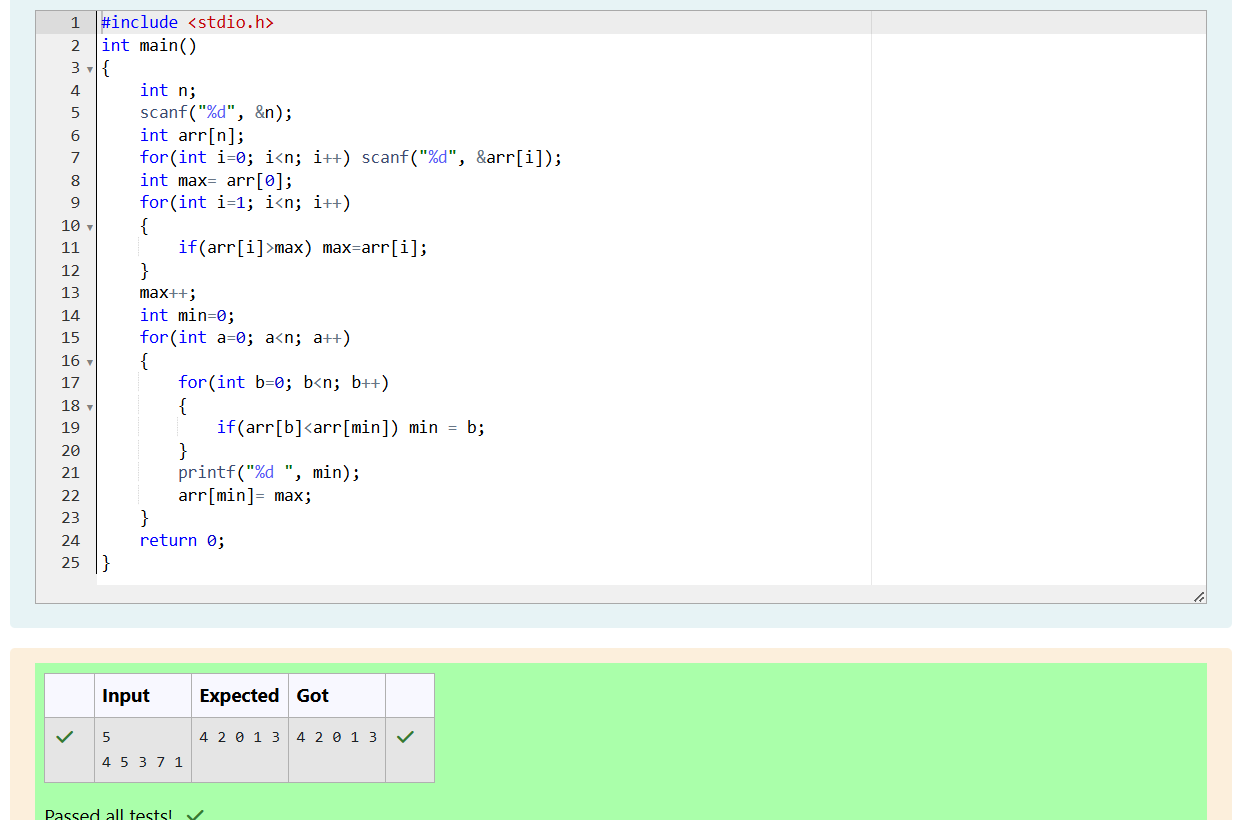 1 #include <stdio.h>
2 int main()
3 {
4     int n;
5     scanf("%d", &n);
6     int arr[n];
7     for(int i=0; i<n; i++) scanf("%d", &arr[i]);
8     int max= arr[0];
9     for(int i=1; i<n; i++)
10     {
11         if(arr[i]>max) max=arr[i];
12     }
13     max++;
14     int min=0;
15     for(int a=0; a<n; a++)
16     {
17         for(int b=0; b<n; b++)
18         {
19             if(arr[b]<arr[min]) min = b;
20         }
21         printf("%d ", min);
22         arr[min]= max;
23     }
24     return 0;
25 }
Input Expected Got
5 4 2 0 1 3 4 2 0 1 3
4 5 3 7 1
Passed all tests!